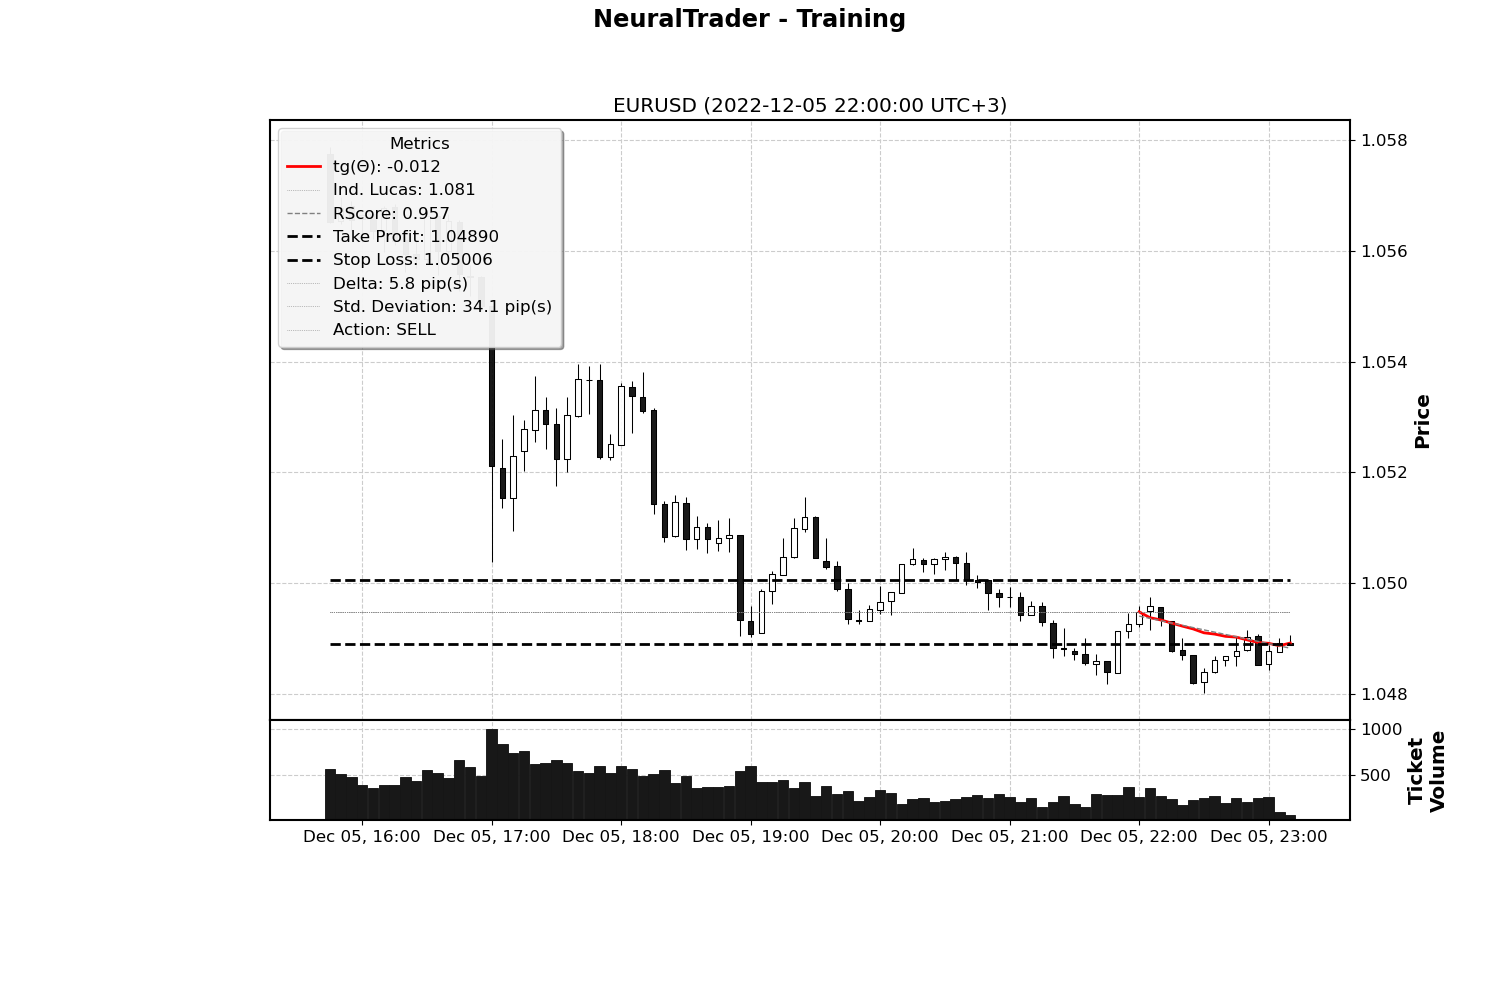 NeuralTrader - Training
EURUSD (2022-12-05 22:00:00 UTC+3)
Metrics
tg(Θ): -0.012
Ind. Lucas: 1.081
RScore: 0.957
Take Profit: 1.04890
Stop Loss: 1.05006
Delta: 5.8 pip(s)
Std. Deviation: 34.1 pip(s)
Action: SELL
1.058
1.056
1.054
1.052
1.050
1.048
Price
1000
500
Ticket
Volume
Dec 05, 16:00
Dec 05, 17:00
Dec 05, 18:00
Dec 05, 19:00
Dec 05, 20:00
Dec 05, 21:00
Dec 05, 22:00
Dec 05, 23:00